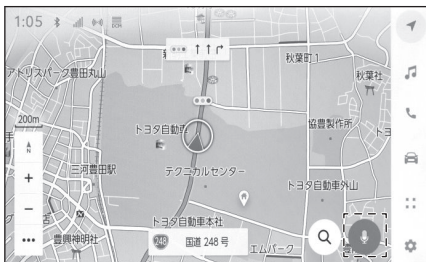 1:05
秋葉町1
アトリスパーク豊田丸山
秋葉社
200m
トヨタ自動車
協豊製作所
N
三河豊田駅
テクニカルセンター
トヨタ自動車外山
トヨタ自動車本社
248 国道 248 号
豊興神明社
エムパーク